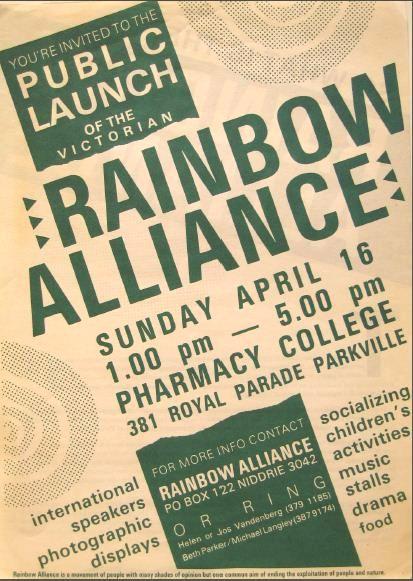 YOU'RE INVITED TO THE
PUBLIC
LAUNCH
OF THE
VICTORIAN
RAINBOW
ALLIANCE
SUNDAY APRIL 16
1.00 pm — 5.00 pm
PHARMACY COLLEGE
381 ROYAL PARADE PARKVILLE
FOR MORE INFO CONTACT
RAINBOW ALLIANCE
PO BOX 122 NIDDRIE 3042
OR RING
Helen or Jos Vandenberg (379 1185)
Beth Parker/Michael Langley (387 9174)
international
speakers
photographic
displays
socializing
children's
activities
music
stalls
drama
food
Rainbow Alliance is a movement of people with many shades of opinion but one common aim of ending the exploitation of people and nature.